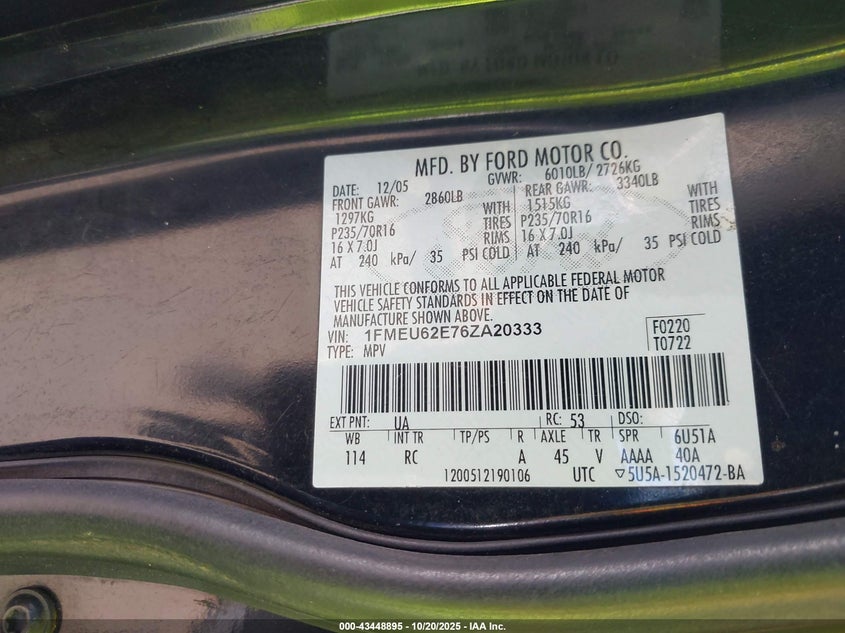 MFD. BY FORD MOTOR CO.
DATE: 12/05 GVWR: 6010LB/ 2726KG
FRONT GAWR: 2860LB REAR GAWR: 3340LB
1297KG WITH 1515KG WITH
P235/70R16 TIRES P235/70R16 TIRES
16 X 7.0J RIMS 16 X 7.0J RIMS
AT 240 kPa/ 35 PSI COLD AT 240 kPa/ 35 PSI COLD
THIS VEHICLE CONFORMS TO ALL APPLICABLE FEDERAL MOTOR
VEHICLE SAFETY STANDARDS IN EFFECT ON THE DATE OF
MANUFACTURE SHOWN ABOVE.
VIN: 1FMEU62E76ZA20333 F0220
TYPE: MPV T0722
EXT PNT: UA RC: 53 DSO:
WB INT TR TP/PS R AXLE TR SPR 6U51A
114 RC A 45 V AAAA 40A
1200512190106 UTC ▽5U5A-1520472-BA
000-43448895 - 10/20/2025 - IAA Inc.